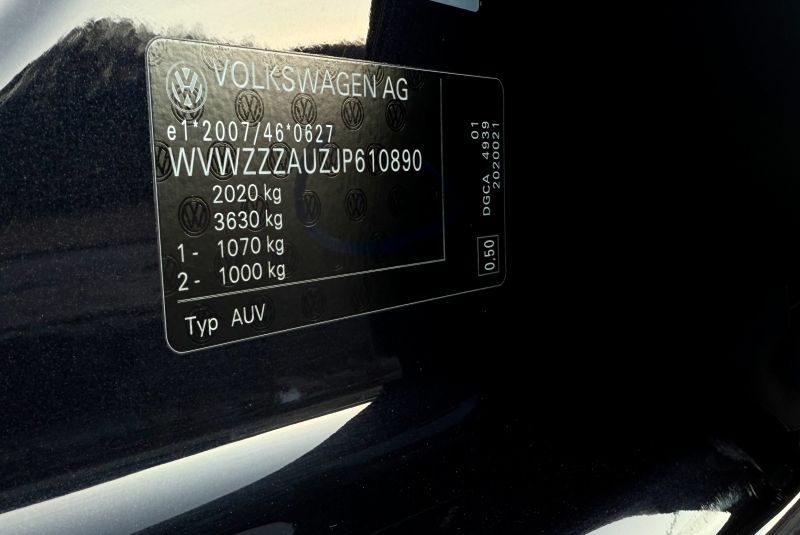 VOLKSWAGEN AG
e1*2007/46*0627
WVWZZZAUZJP610890
2020 kg
3630 kg
1 - 1070 kg
2 - 1000 kg
Typ AUV
01
DGCA 4939
2020021
0,50